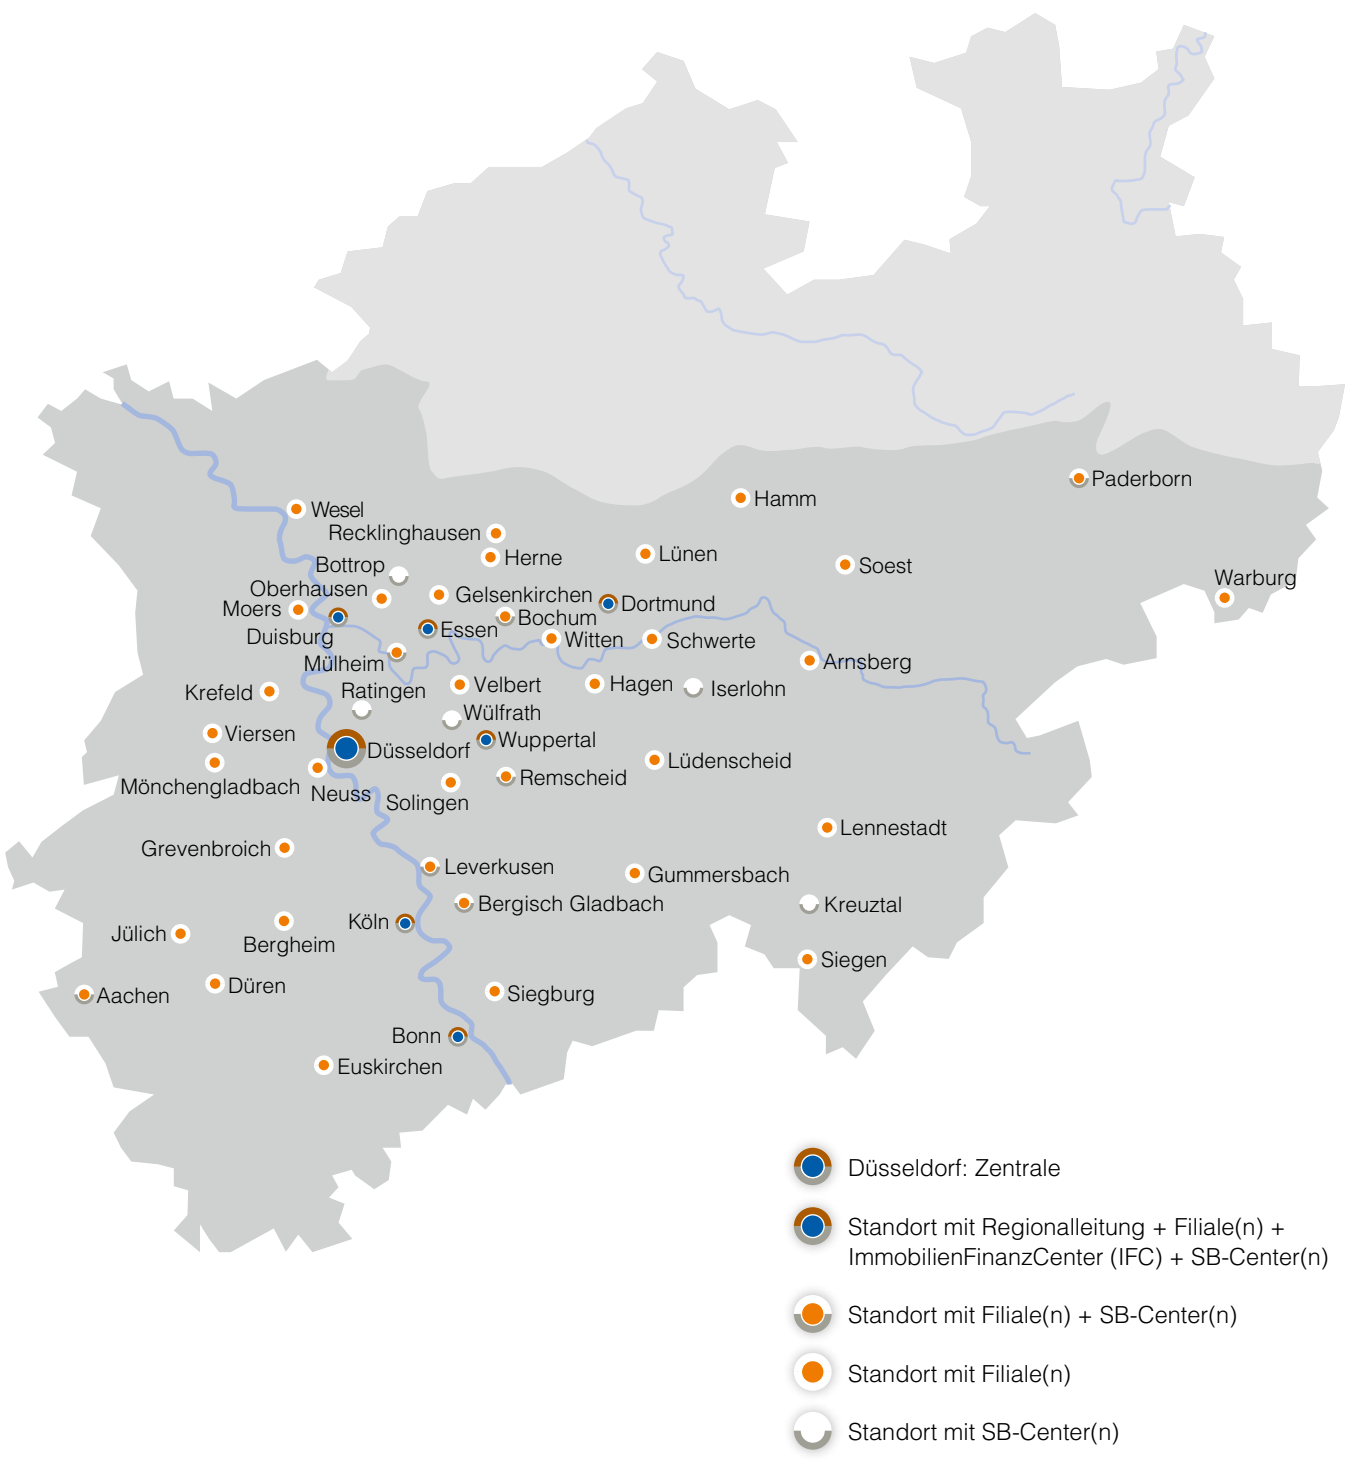 Paderborn
Hamm
Wesel
Recklinghausen
Herne
Lünen
Bottrop
Soest
Warburg
Oberhausen
Gelsenkirchen
Moers
Dortmund
Bochum
Duisburg
Essen
Witten
Schwerte
Mülheim
Arnsberg
Krefeld
Ratingen
Velbert
Hagen
Iserlohn
Wülfrath
Viersen
Düsseldorf
Wuppertal
Lüdenscheid
Mönchengladbach
Neuss
Remscheid
Solingen
Lennestadt
Grevenbroich
Leverkusen
Gummersbach
Bergisch Gladbach
Kreuztal
Köln
Jülich
Bergheim
Siegen
Düren
Aachen
Siegburg
Bonn
Euskirchen
Düsseldorf: Zentrale
Standort mit Regionalleitung + Filiale(n) +
ImmobilienFinanzCenter (IFC) + SB-Center(n)
Standort mit Filiale(n) + SB-Center(n)
Standort mit Filiale(n)
Standort mit SB-Center(n)